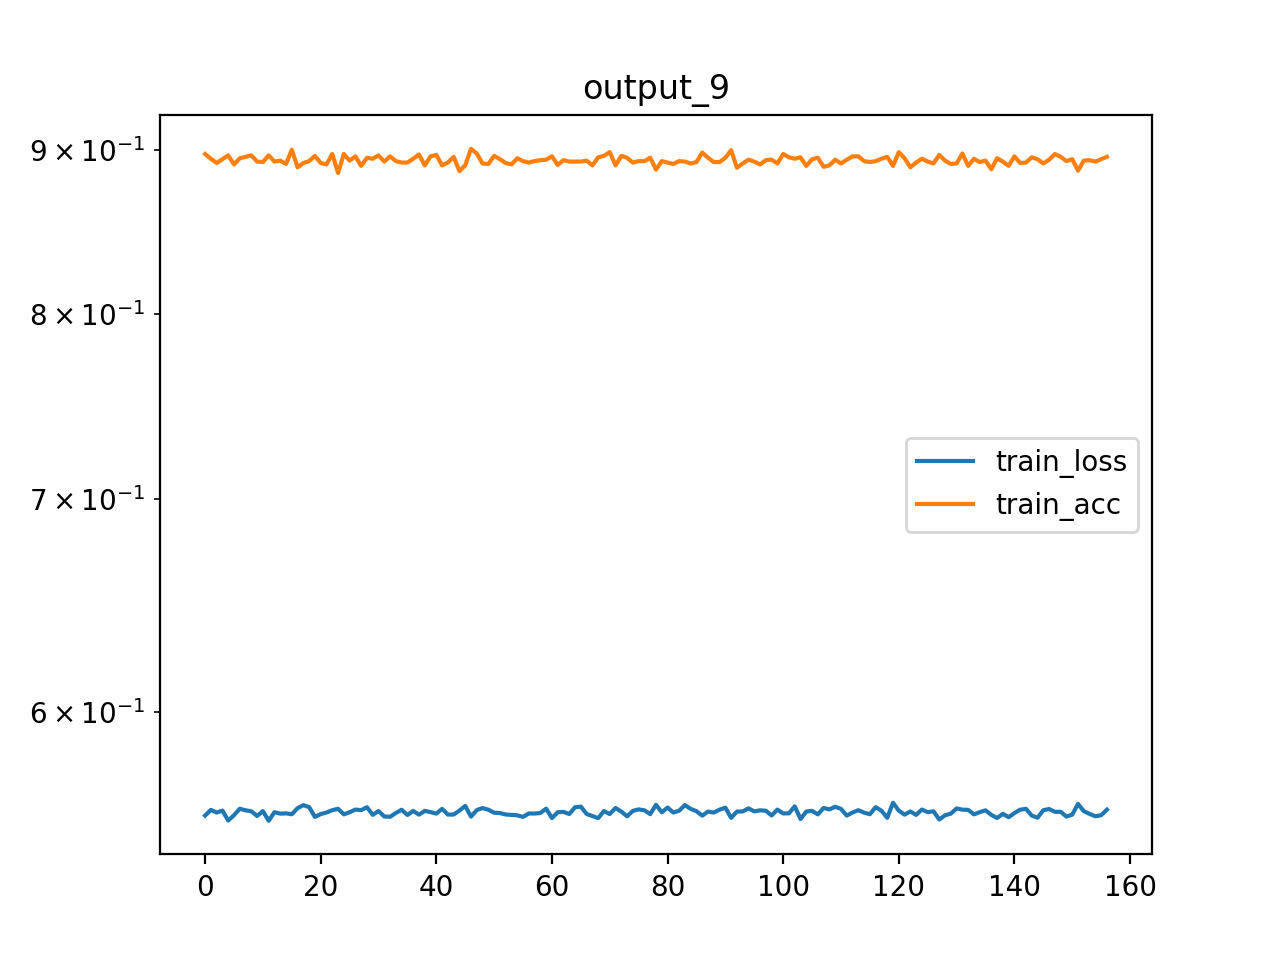 output_9
9 × 10⁻¹
8 × 10⁻¹
7 × 10⁻¹
6 × 10⁻¹
train_loss
train_acc
0 20 40 60 80 100 120 140 160